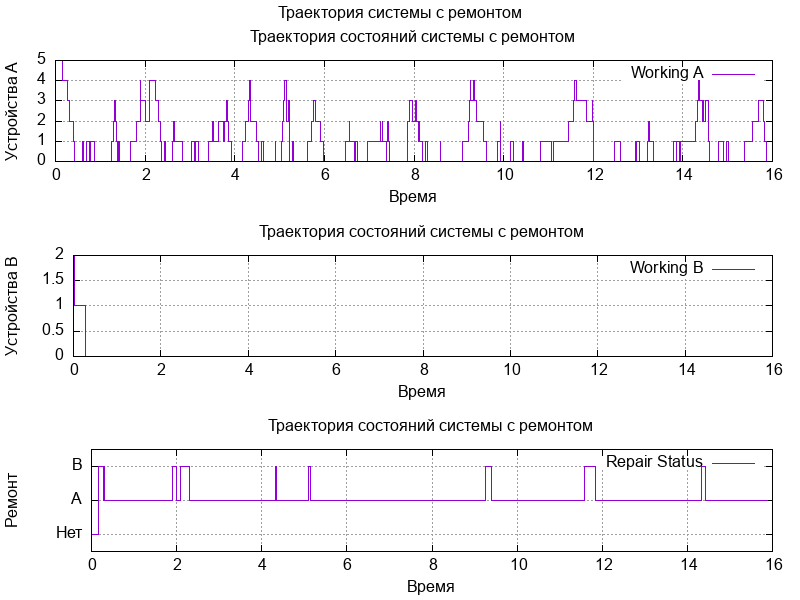 Траектория системы с ремонтом
Траектория состояний системы с ремонтом
Устройства A
5
4
3
2
1
0
Working A
0 2 4 6 8 10 12 14 16
Время
Траектория состояний системы с ремонтом
Устройства B
2
1.5
1
0.5
0
Working B
0 2 4 6 8 10 12 14 16
Время
Траектория состояний системы с ремонтом
Ремонт
B
A
Нет
Repair Status
0 2 4 6 8 10 12 14 16
Время